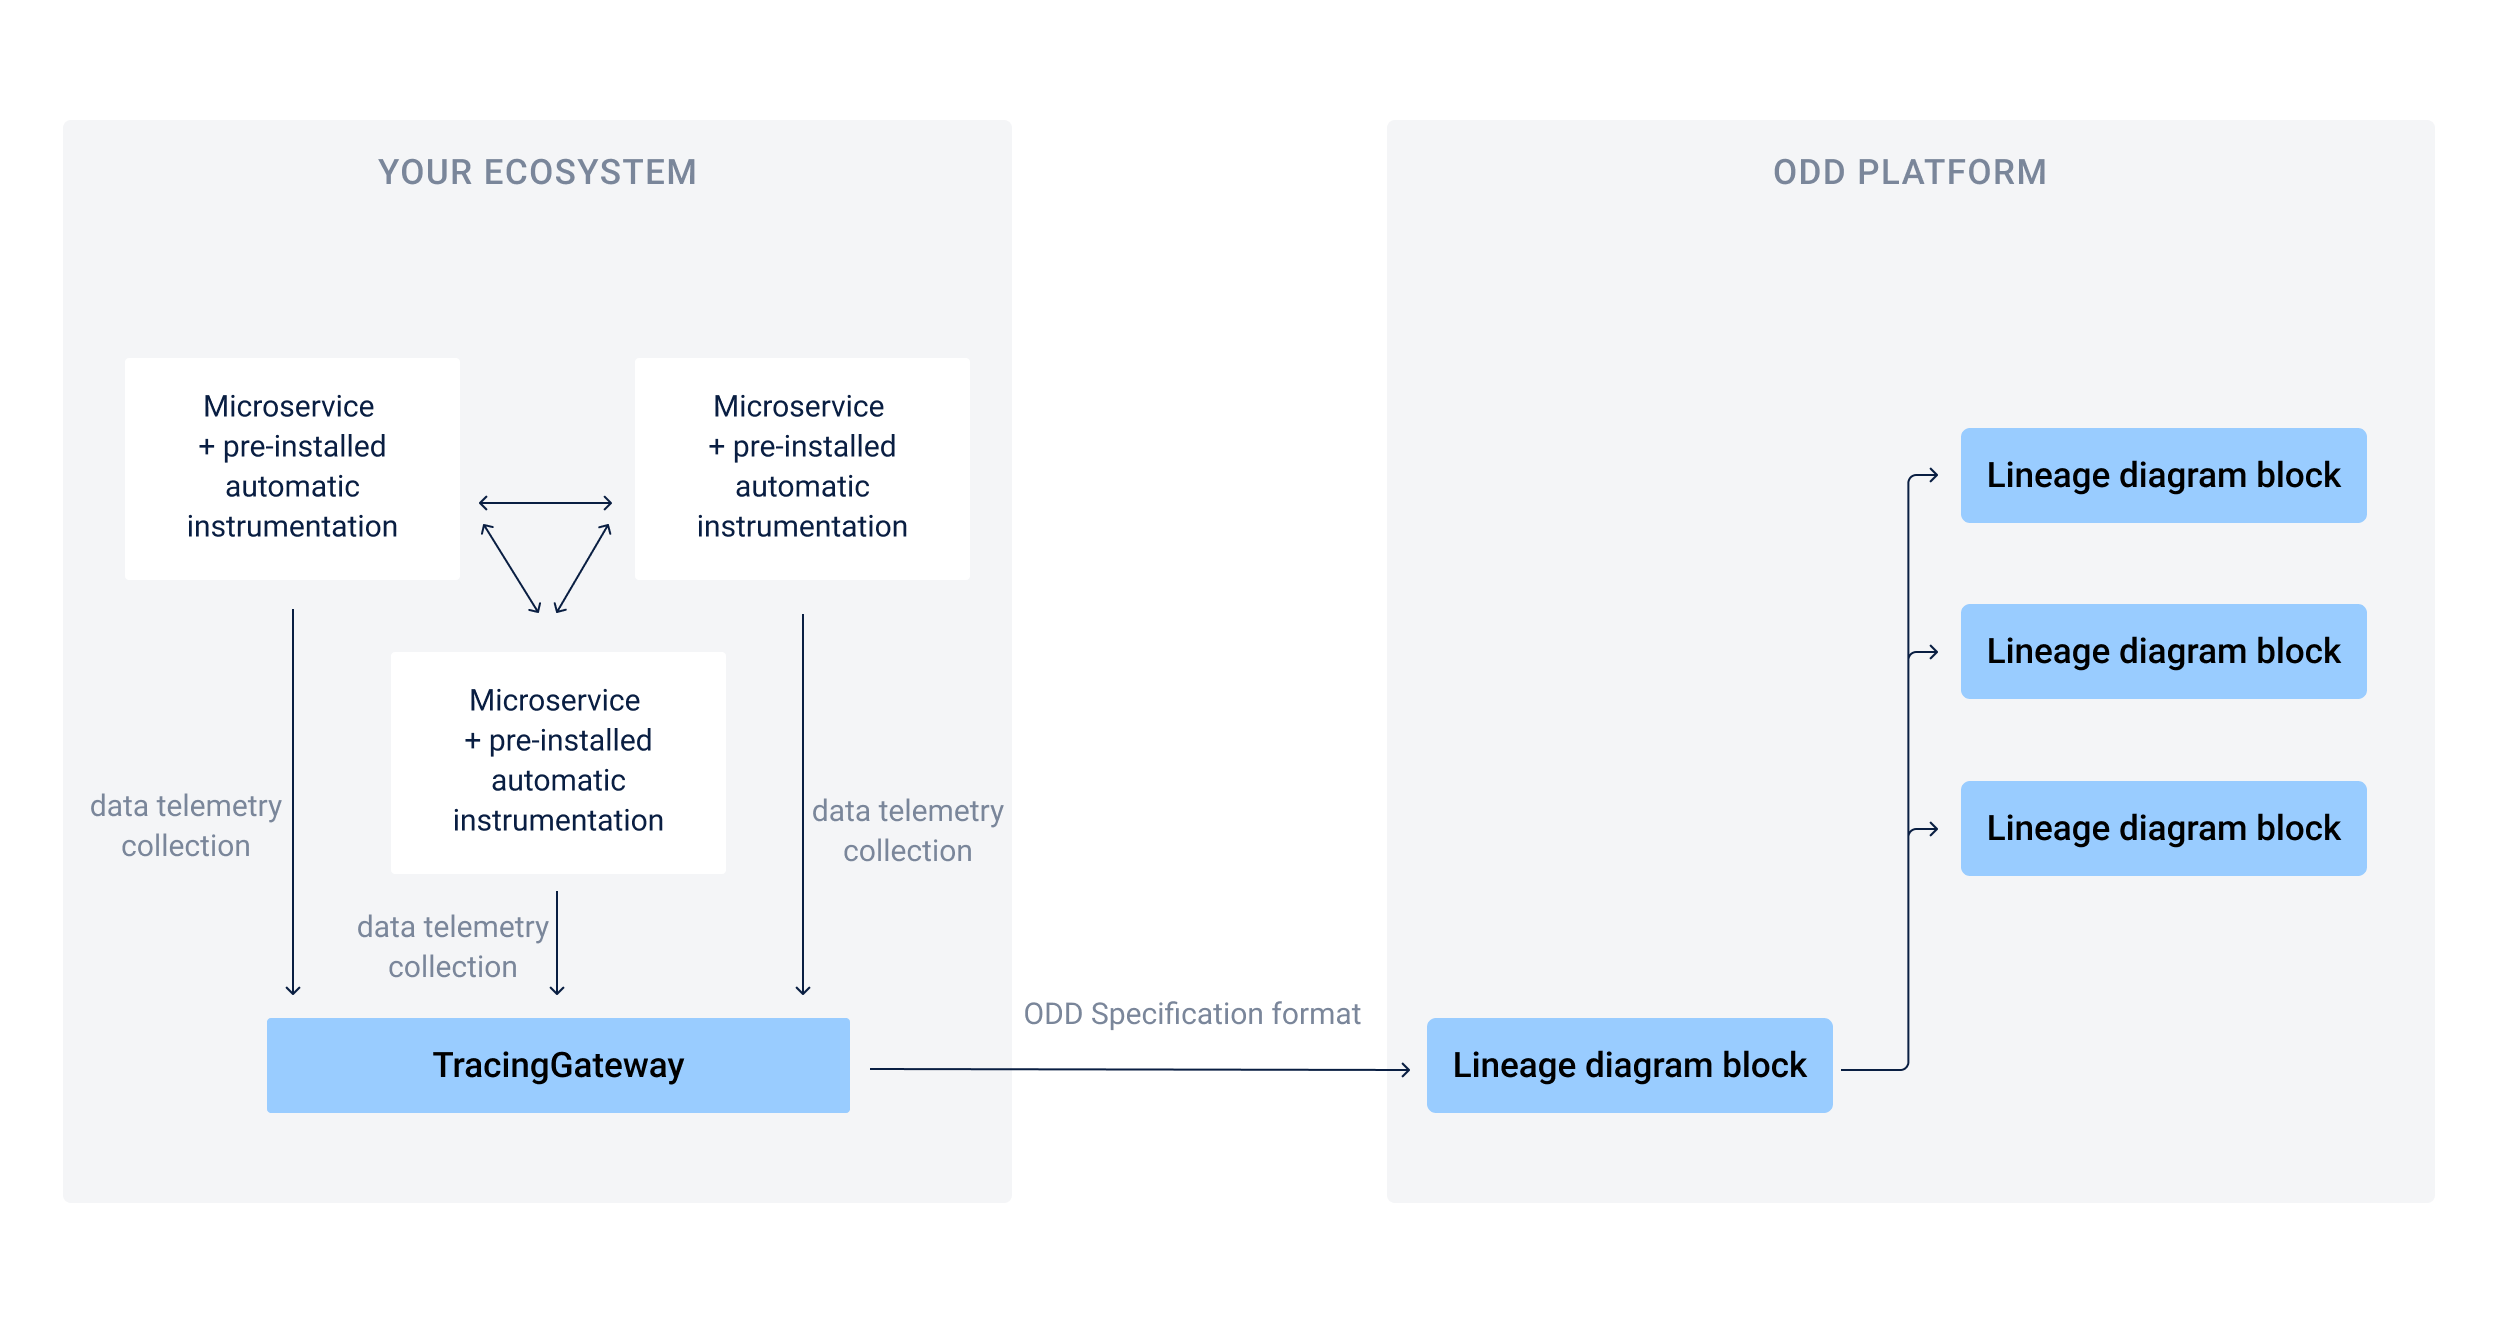 YOUR ECOSYSTEM
Microservice
+ pre-installed
automatic
instrumentation
Microservice
+ pre-installed
automatic
instrumentation
Microservice
+ pre-installed
automatic
instrumentation
data telemetry
collection
data telemetry
collection
data telemetry
collection
TracingGateway
ODD Specification format
ODD PLATFORM
Lineage diagram block
Lineage diagram block
Lineage diagram block
Lineage diagram block